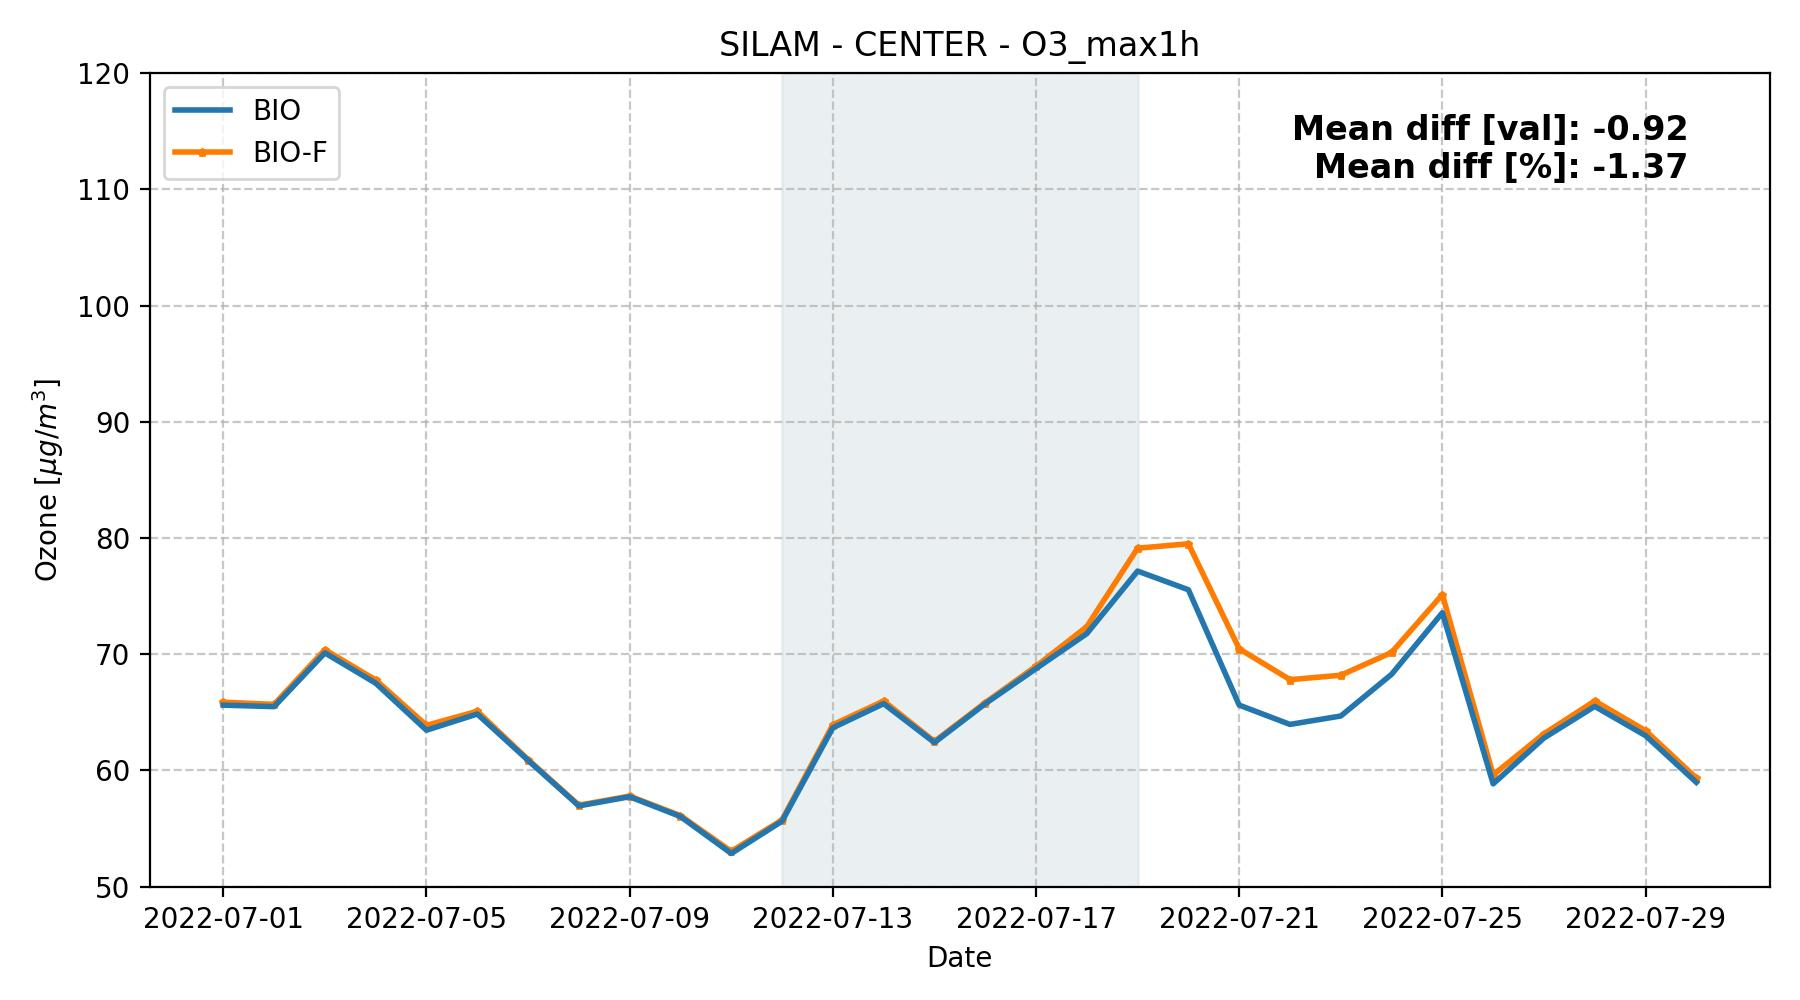 SILAM - CENTER - O3_max1h
120
110
100
90
80
70
60
50
Ozone [μg/m³]
BIO
BIO-F
Mean diff [val]: -0.92
Mean diff [%]: -1.37
2022-07-01 2022-07-05 2022-07-09 2022-07-13 2022-07-17 2022-07-21 2022-07-25 2022-07-29
Date